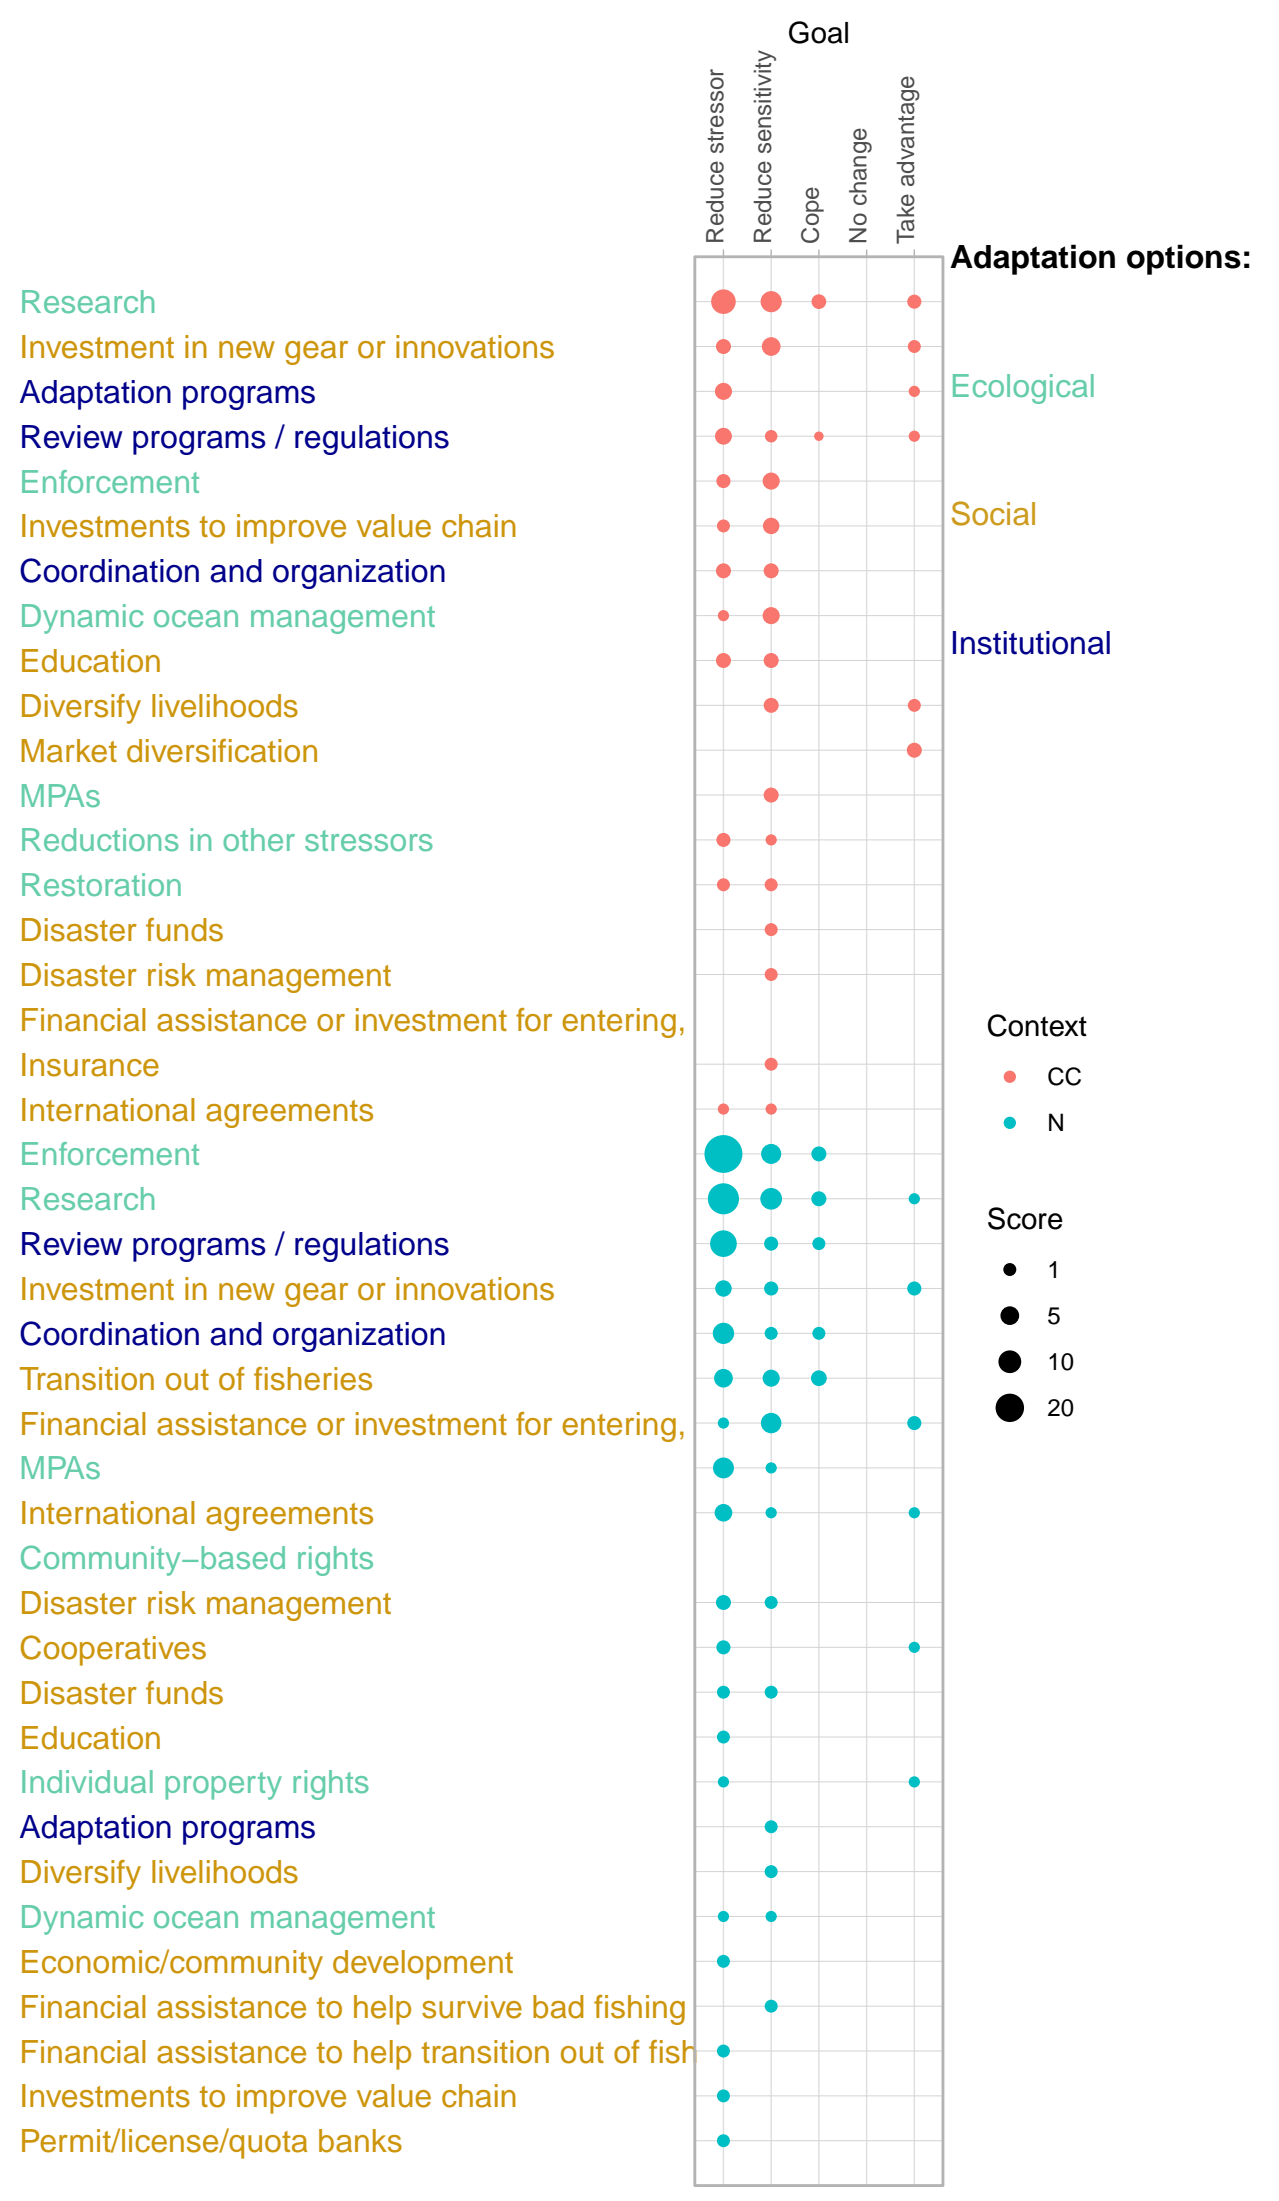 Goal
Reduce stressor
Reduce sensitivity
Cope
No change
Take advantage
Adaptation options:
Research
Investment in new gear or innovations
Adaptation programs
Ecological
Review programs / regulations
Enforcement
Investments to improve value chain
Social
Coordination and organization
Dynamic ocean management
Institutional
Education
Diversify livelihoods
Market diversification
MPAs
Reductions in other stressors
Restoration
Disaster funds
Disaster risk management
Financial assistance or investment for entering,
Context
Insurance
CC
International agreements
N
Enforcement
Research
Score
Review programs / regulations
1
Investment in new gear or innovations
5
Coordination and organization
10
Transition out of fisheries
20
Financial assistance or investment for entering,
MPAs
International agreements
Community−based rights
Disaster risk management
Cooperatives
Disaster funds
Education
Individual property rights
Adaptation programs
Diversify livelihoods
Dynamic ocean management
Economic/community development
Financial assistance to help survive bad fishing
Financial assistance to help transition out of fish
Investments to improve value chain
Permit/license/quota banks